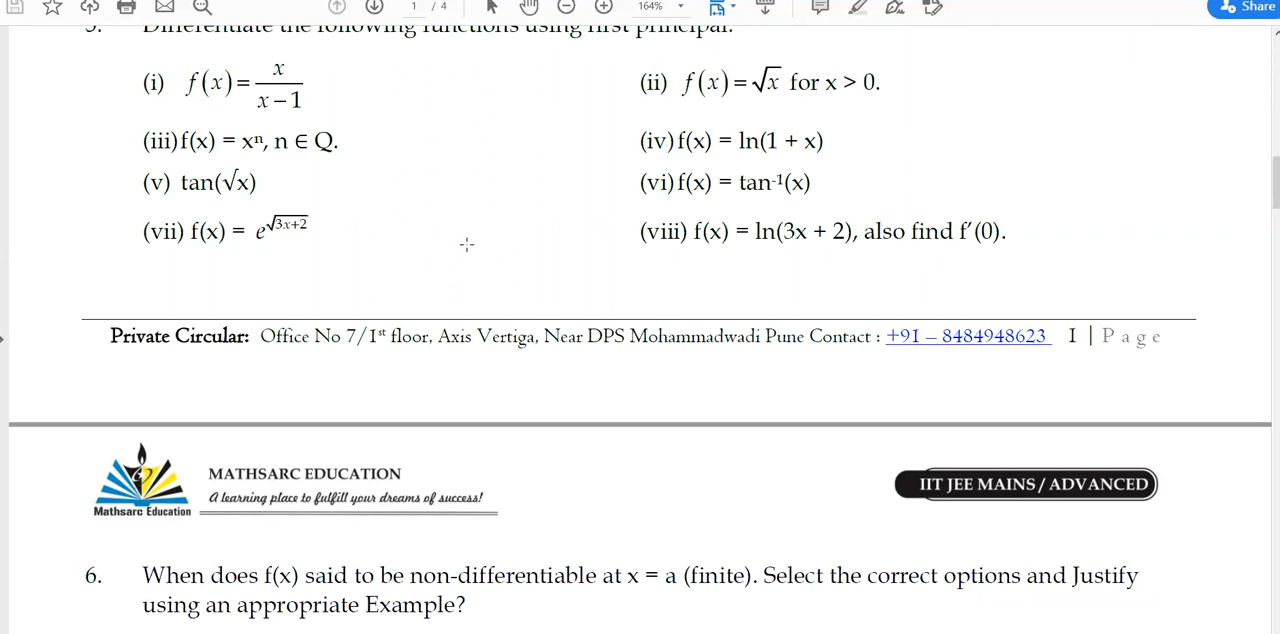 1 / 4 164% Share
5. Differentiate the following functions using first principal.
(i) f(x) = x/(x − 1) (ii) f(x) = √x for x > 0.
(iii) f(x) = xⁿ, n ∈ Q. (iv) f(x) = ln(1 + x)
(v) tan(√x) (vi) f(x) = tan⁻¹(x)
(vii) f(x) = e^√(3x+2) (viii) f(x) = ln(3x + 2), also find f′(0).
Private Circular: Office No 7/1ˢᵗ floor, Axis Vertiga, Near DPS Mohammadwadi Pune Contact : +91 – 8484948623 1 | Page
MATHSARC EDUCATION
A learning place to fulfill your dreams of success!
Mathsarc Education
IIT JEE MAINS / ADVANCED
6. When does f(x) said to be non-differentiable at x = a (finite). Select the correct options and Justify
using an appropriate Example?